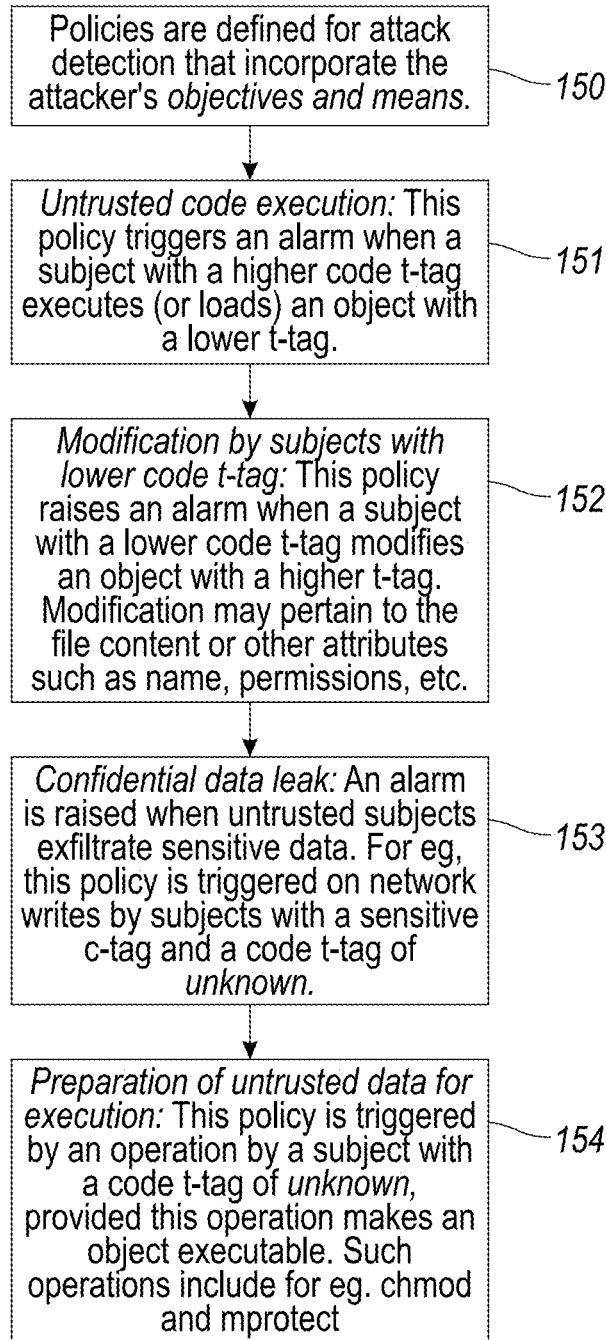 Policies are defined for attack
detection that incorporate the
attacker's objectives and means.
150
Untrusted code execution: This
policy triggers an alarm when a
subject with a higher code t-tag
executes (or loads) an object with
a lower t-tag.
151
Modification by subjects with
lower code t-tag: This policy
raises an alarm when a subject
with a lower code t-tag modifies
an object with a higher t-tag.
Modification may pertain to the
file content or other attributes
such as name, permissions, etc.
152
Confidential data leak: An alarm
is raised when untrusted subjects
exfiltrate sensitive data. For eg,
this policy is triggered on network
writes by subjects with a sensitive
c-tag and a code t-tag of
unknown.
153
Preparation of untrusted data for
execution: This policy is triggered
by an operation by a subject with
a code t-tag of unknown,
provided this operation makes an
object executable. Such
operations include for eg. chmod
and mprotect
154